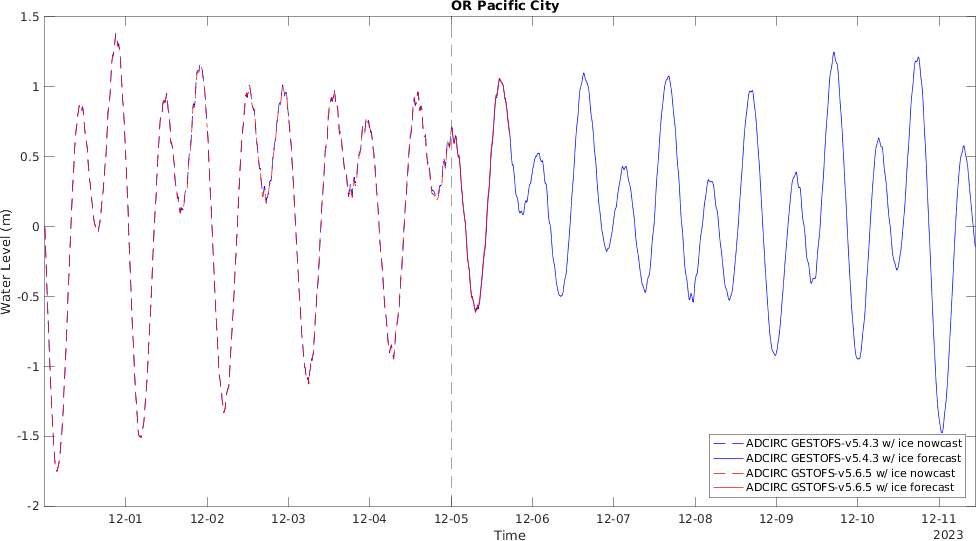 OR Pacific City
Water Level (m)
1.5
1
0.5
0
-0.5
-1
-1.5
-2
ADCIRC GESTOFS-v5.4.3 w/ ice nowcast
ADCIRC GESTOFS-v5.4.3 w/ ice forecast
ADCIRC GSTOFS-v5.6.5 w/ ice nowcast
ADCIRC GSTOFS-v5.6.5 w/ ice forecast
12-01 12-02 12-03 12-04 12-05 12-06 12-07 12-08 12-09 12-10 12-11
Time
2023